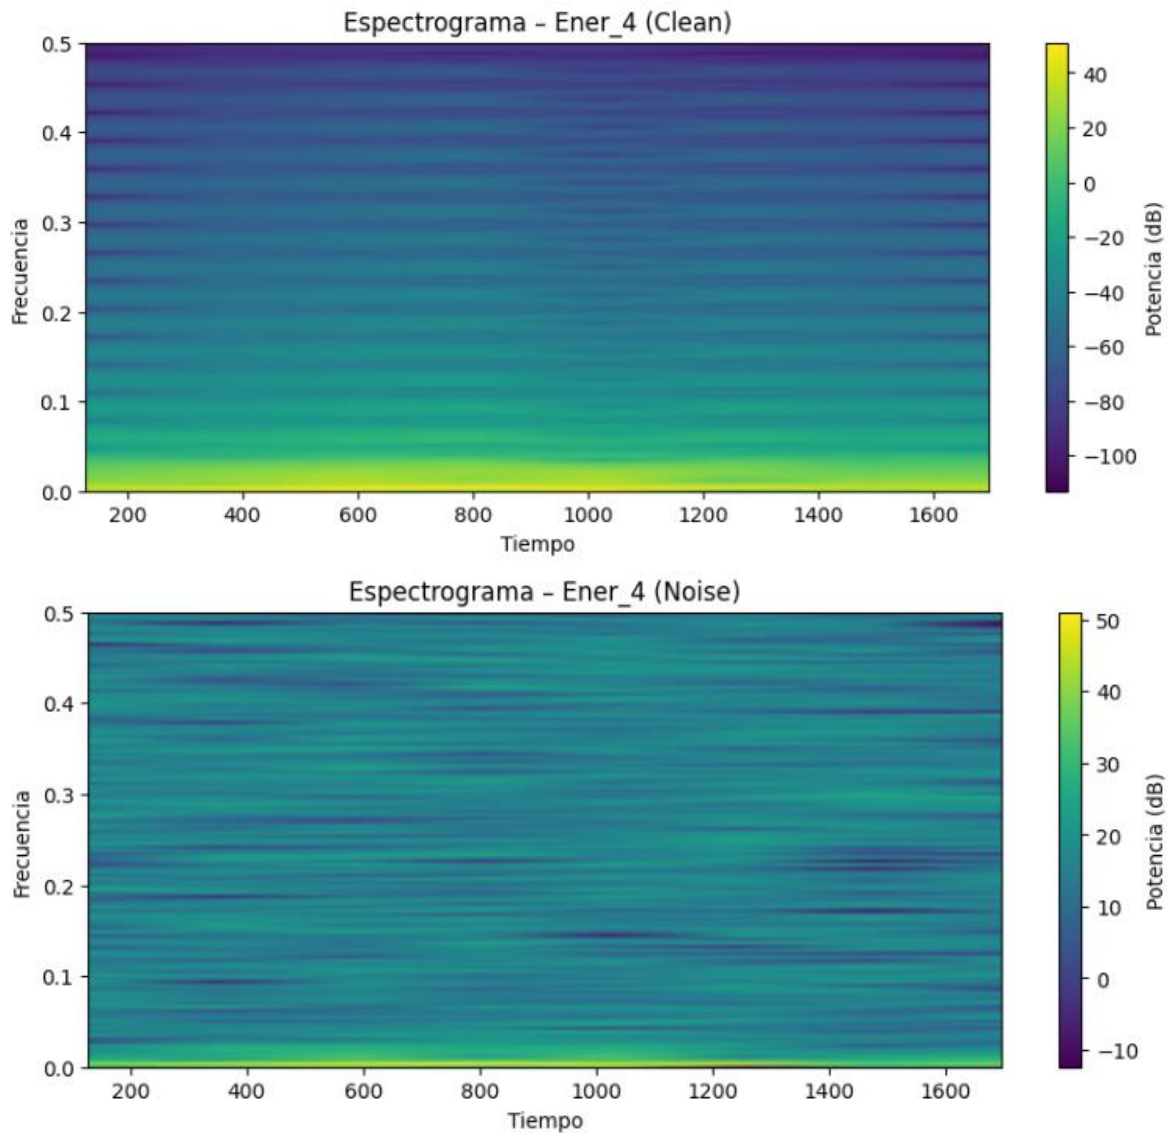 Espectrograma – Ener_4 (Clean)
0.5
0.4
0.3
0.2
0.1
0.0
Frecuencia
200 400 600 800 1000 1200 1400 1600
Tiempo
40
20
0
−20
−40
−60
−80
−100
Potencia (dB)
Espectrograma – Ener_4 (Noise)
0.5
0.4
0.3
0.2
0.1
0.0
Frecuencia
200 400 600 800 1000 1200 1400 1600
Tiempo
50
40
30
20
10
0
−10
Potencia (dB)